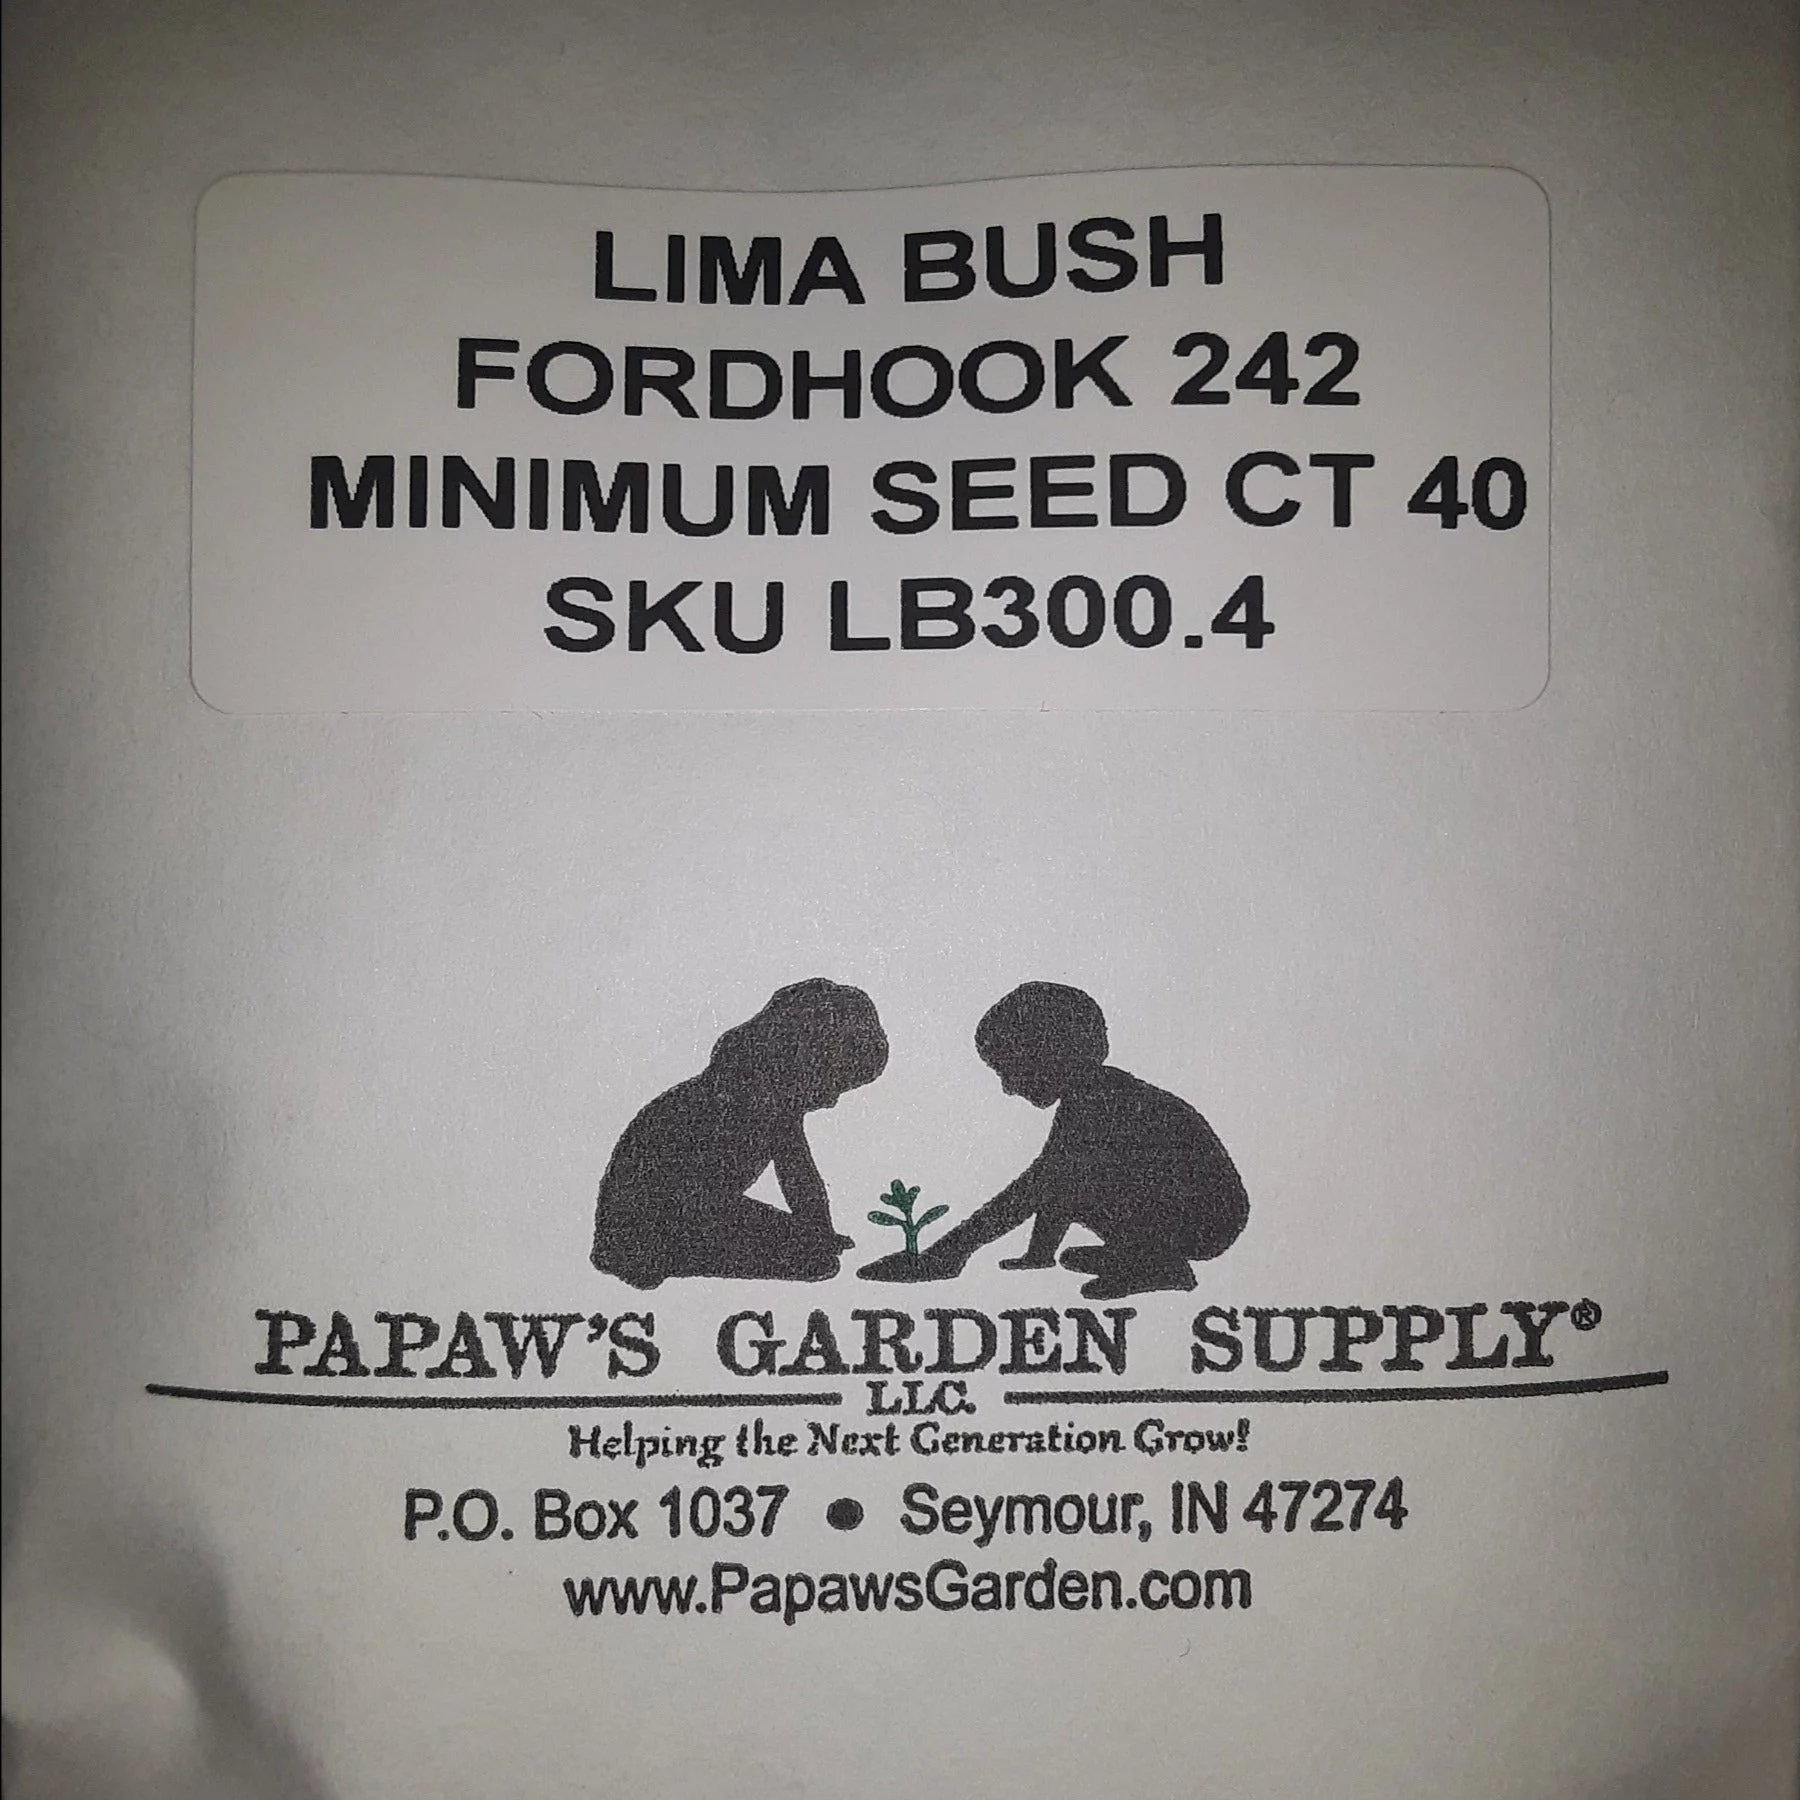 LIMA BUSH
FORDHOOK 242
MINIMUM SEED CT 40
SKU LB300.4
PAPAW'S GARDEN SUPPLY®
LLC.
Helping the Next Generation Grow!
P.O. Box 1037 ● Seymour, IN 47274
www.PapawsGarden.com